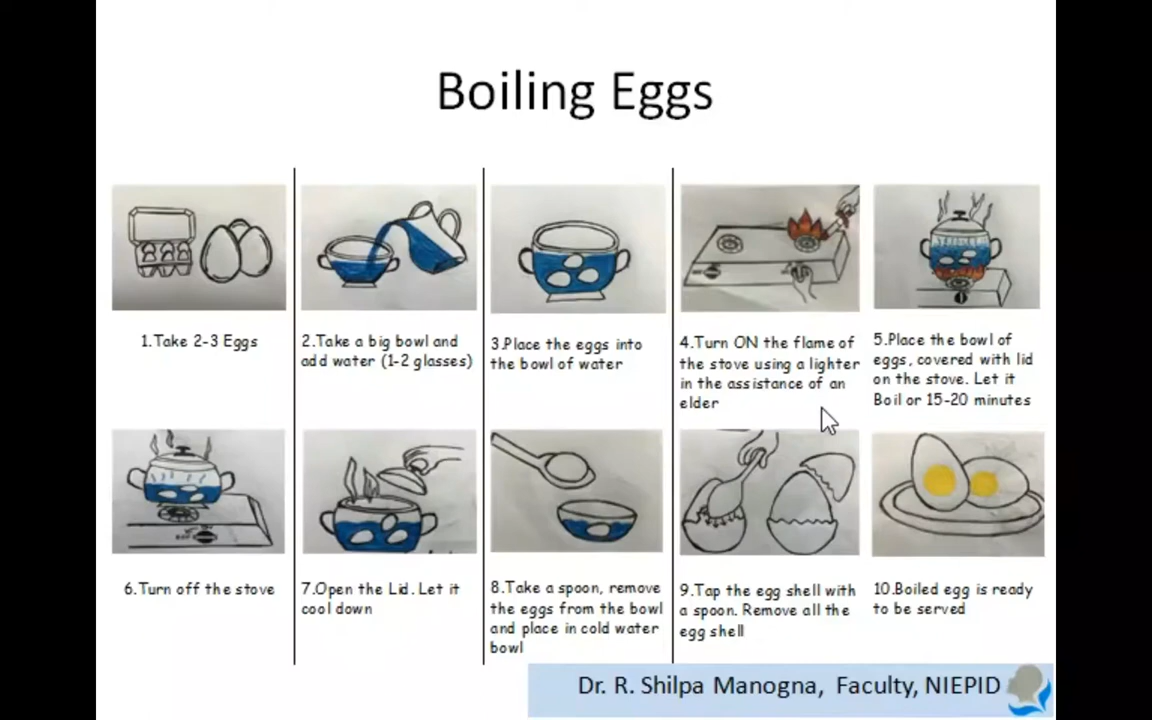 Boiling Eggs
1.Take 2-3 Eggs
2.Take a big bowl and
add water (1-2 glasses)
3.Place the eggs into
the bowl of water
4.Turn ON the flame of
the stove using a lighter
in the assistance of an
elder
5.Place the bowl of
eggs, covered with lid
on the stove. Let it
Boil or 15-20 minutes
6.Turn off the stove
7.Open the Lid. Let it
cool down
8.Take a spoon, remove
the eggs from the bowl
and place in cold water
bowl
9.Tap the egg shell with
a spoon. Remove all the
egg shell
10.Boiled egg is ready
to be served
Dr. R. Shilpa Manogna, Faculty, NIEPID